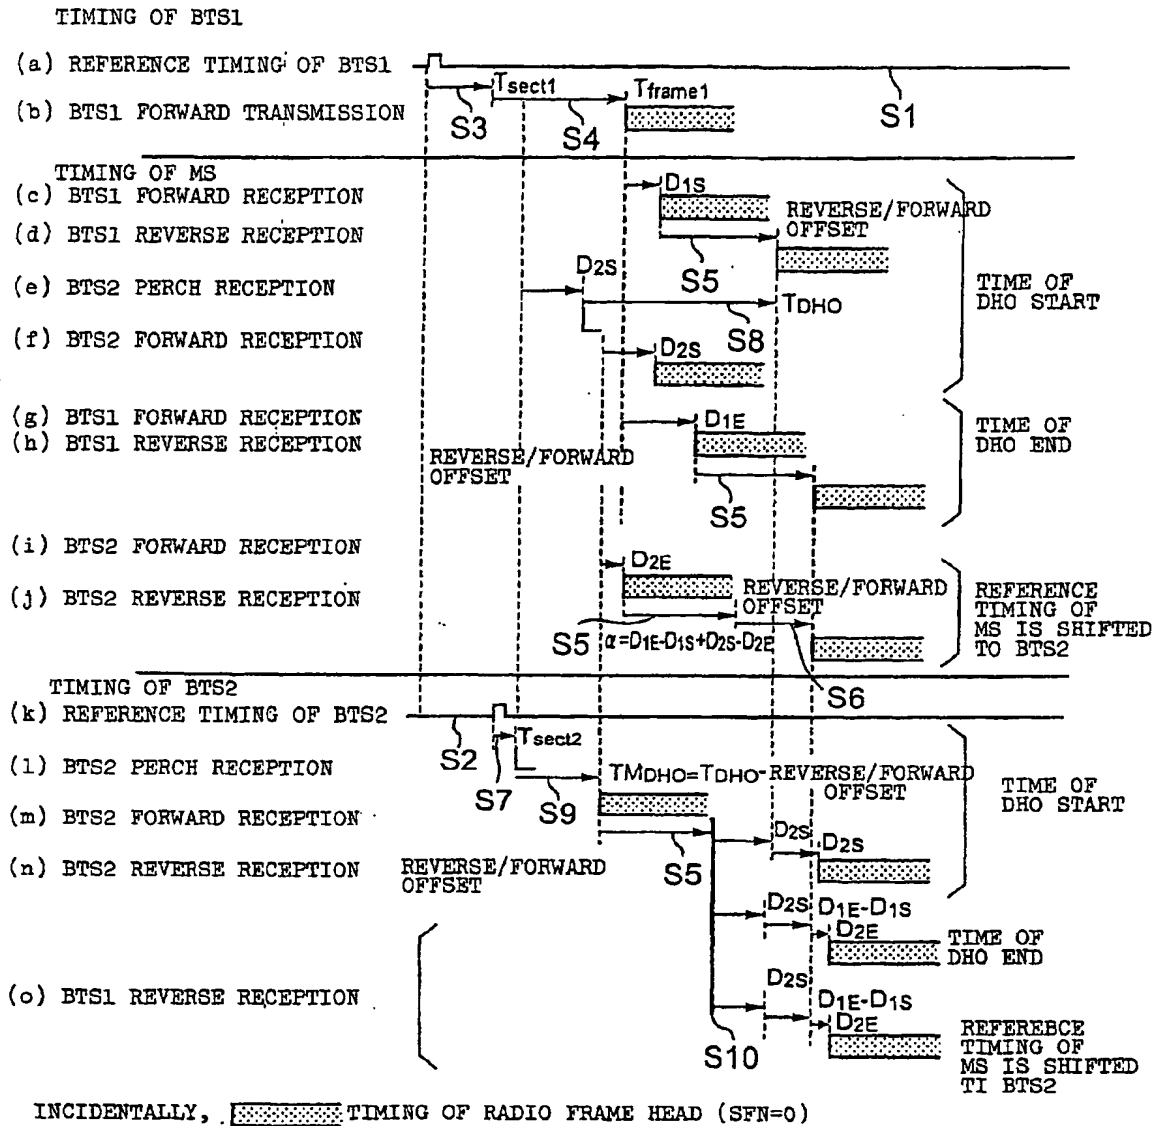 TIMING OF BTS1
(a) REFERENCE TIMING OF BTS1
S1
Tsect1
Tframe1
S3
S4
(b) BTS1 FORWARD TRANSMISSION
TIMING OF MS
(c) BTS1 FORWARD RECEPTION
D1S
REVERSE/FORWARD
OFFSET
(d) BTS1 REVERSE RECEPTION
S5
D2S
(e) BTS2 PERCH RECEPTION
TDHO
S8
TIME OF
DHO START
(f) BTS2 FORWARD RECEPTION
D2S
(g) BTS1 FORWARD RECEPTION
D1E
(h) BTS1 REVERSE RECEPTION
TIME OF
DHO END
REVERSE/FORWARD
OFFSET
S5
(i) BTS2 FORWARD RECEPTION
D2E
(j) BTS2 REVERSE RECEPTION
REVERSE/FORWARD
OFFSET
REFERENCE
TIMING OF
MS IS SHIFTED
TO BTS2
S5
α=D1E-D1S+D2S-D2E
S6
TIMING OF BTS2
(k) REFERENCE TIMING OF BTS2
S2
Tsect2
S7
(l) BTS2 PERCH RECEPTION
TMDHO=TDHO-REVERSE/FORWARD
OFFSET
S9
TIME OF
DHO START
(m) BTS2 FORWARD RECEPTION
D2S
D2S
S5
(n) BTS2 REVERSE RECEPTION
REVERSE/FORWARD
OFFSET
D2S
D1E-D1S
D2E
TIME OF
DHO END
(o) BTS1 REVERSE RECEPTION
D2S
D1E-D1S
D2E
S10
REFEREBCE
TIMING OF
MS IS SHIFTED
TI BTS2
INCIDENTALLY, TIMING OF RADIO FRAME HEAD (SFN=0)